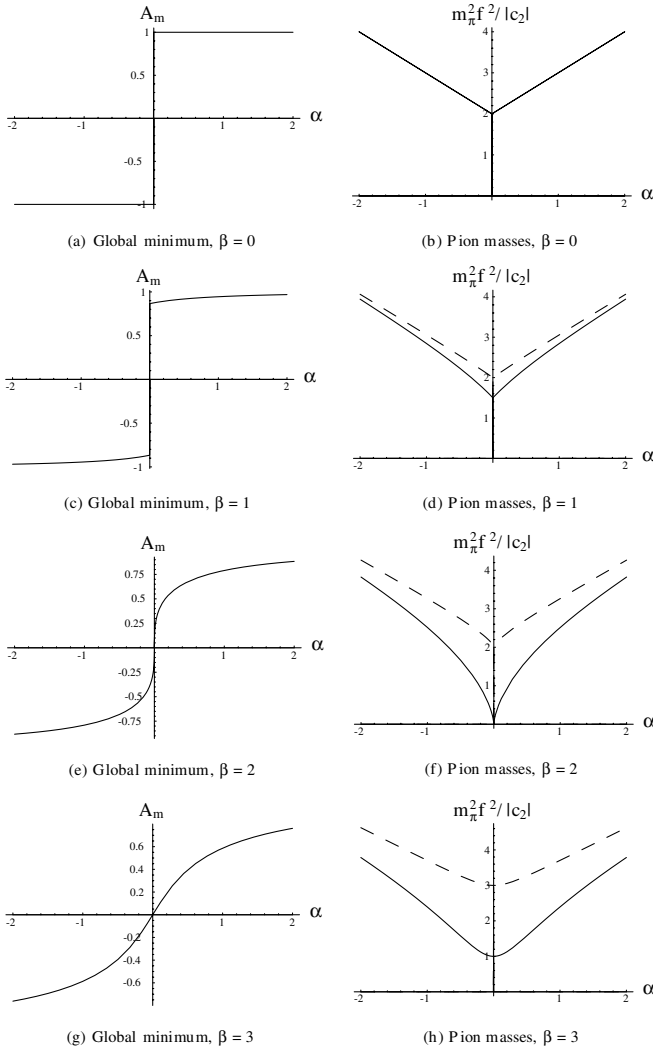 A_m
m_π^2 f^2/|c_2|
1
0.5
-2 -1 1 2 α
-0.5
-1
4
3
2
1
-2 -1 1 2 α
(a) Global minimum, β = 0
(b) Pion masses, β = 0
A_m
m_π^2 f^2/|c_2|
1
0.5
-2 -1 1 2 α
-0.5
-1
4
3
2
1
-2 -1 1 2 α
(c) Global minimum, β = 1
(d) Pion masses, β = 1
A_m
m_π^2 f^2/|c_2|
0.75
0.5
0.25
-2 -1 1 2 α
-0.25
-0.5
-0.75
4
3
2
1
-2 -1 1 2 α
(e) Global minimum, β = 2
(f) Pion masses, β = 2
A_m
m_π^2 f^2/|c_2|
0.6
0.4
0.2
-2 -1 1 2 α
-0.2
-0.4
-0.6
4
3
2
1
-2 -1 1 2 α
(g) Global minimum, β = 3
(h) Pion masses, β = 3